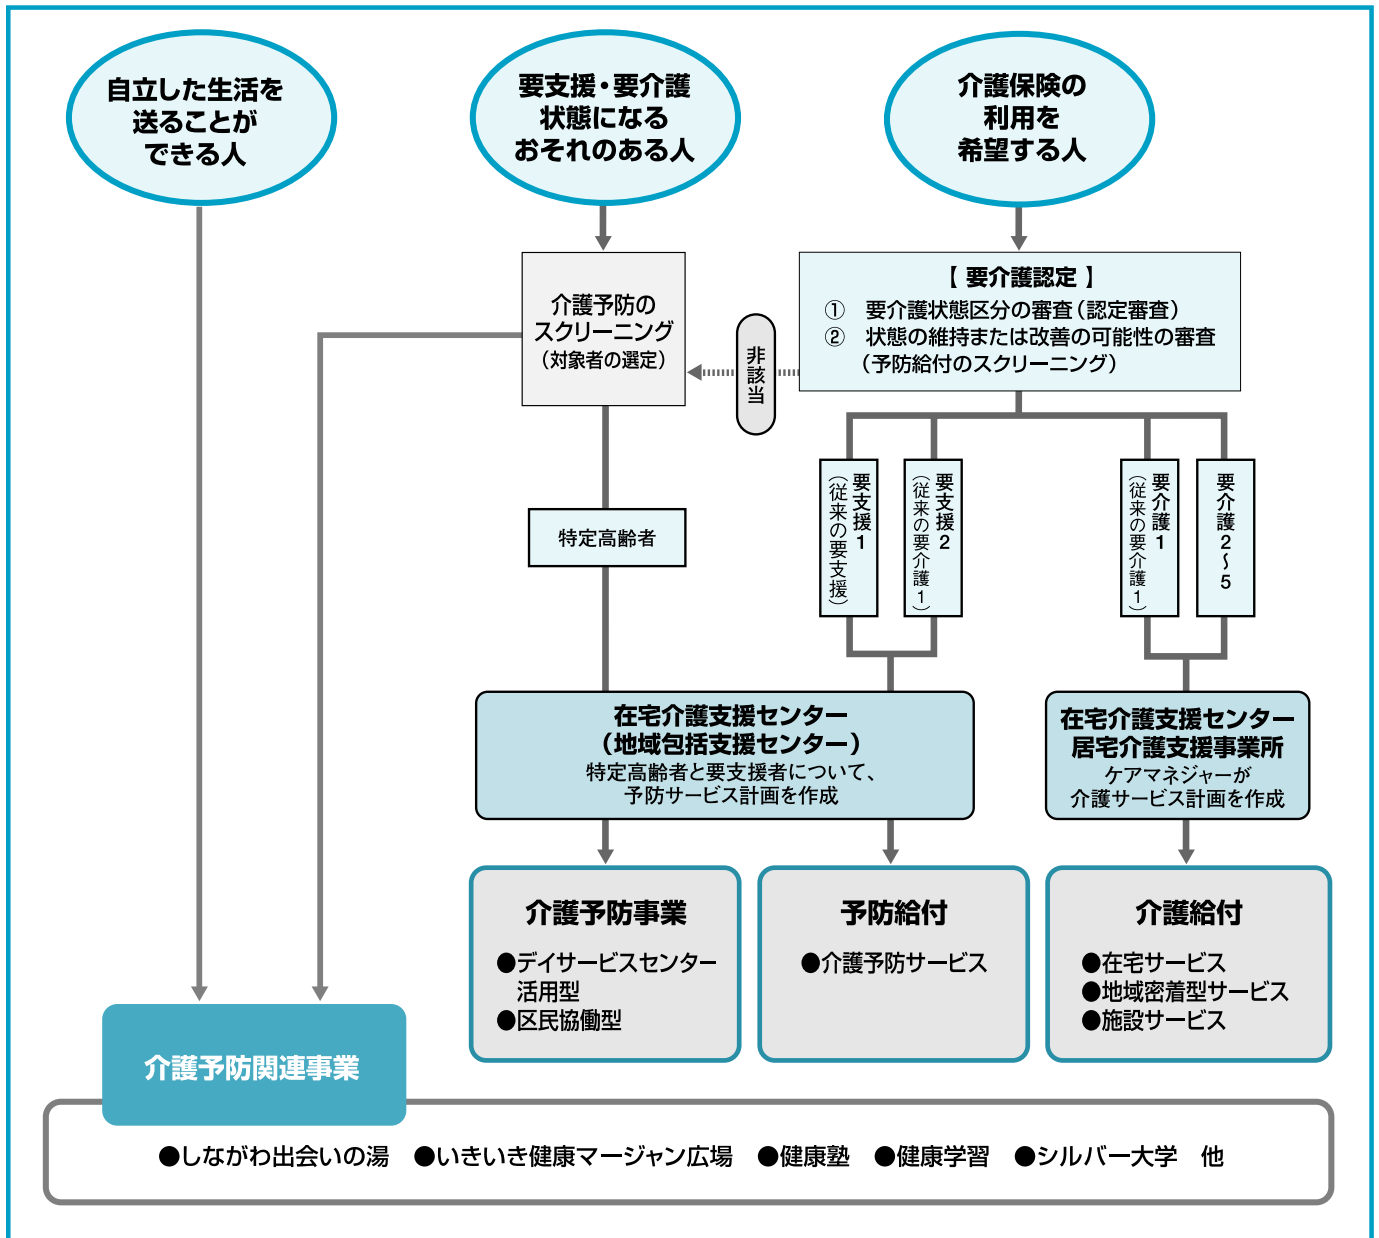 自立した生活を
送ることが
できる人
要支援・要介護
状態になる
おそれのある人
介護保険の
利用を
希望する人
介護予防の
スクリーニング
（対象者の選定）
非該当
【 要介護認定 】
① 要介護状態区分の審査（認定審査）
② 状態の維持または改善の可能性の審査
（予防給付のスクリーニング）
特定高齢者
要支援1
（従来の要支援）
要支援2
（従来の要介護1）
要介護1
（従来の要介護1）
要介護2～5
在宅介護支援センター
（地域包括支援センター）
特定高齢者と要支援者について、
予防サービス計画を作成
在宅介護支援センター
居宅介護支援事業所
ケアマネジャーが
介護サービス計画を作成
介護予防事業
●デイサービスセンター
活用型
●区民協働型
予防給付
●介護予防サービス
介護給付
●在宅サービス
●地域密着型サービス
●施設サービス
介護予防関連事業
●しながわ出会いの湯 ●いきいき健康マージャン広場 ●健康塾 ●健康学習 ●シルバー大学 他